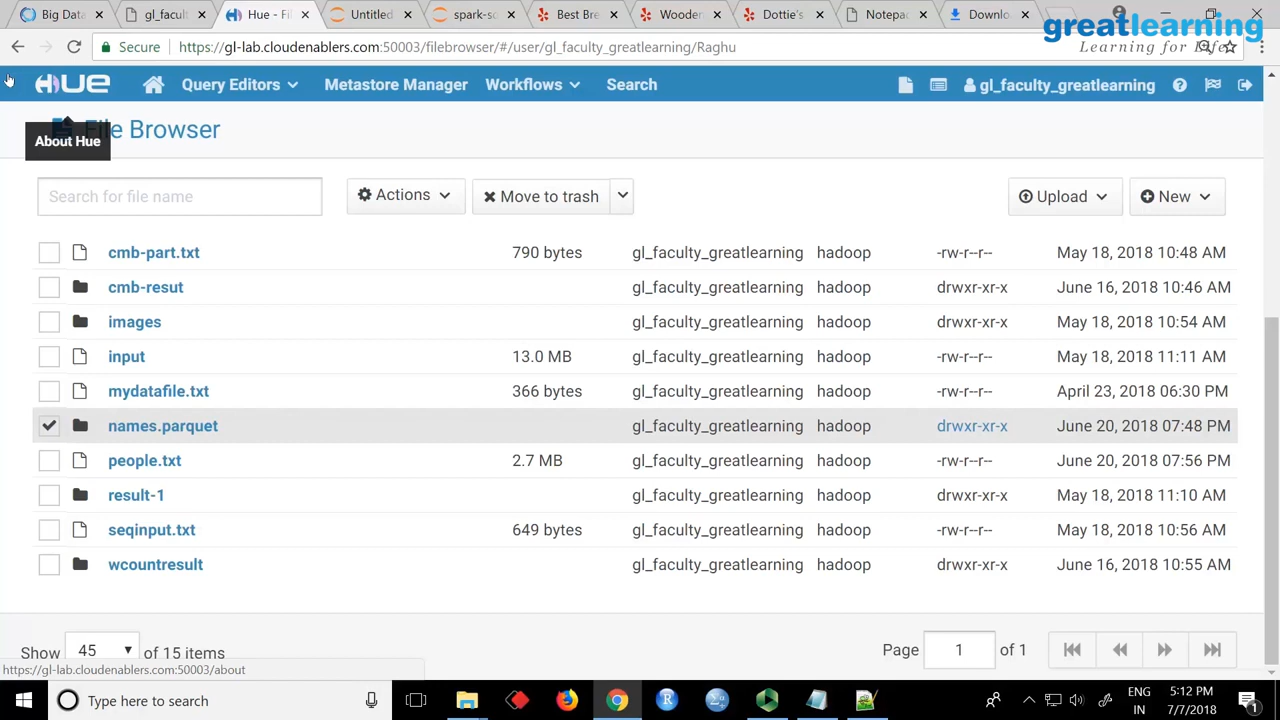 Big Data
gl_facult
Hue - Fi
Untitled
spark-sc
Best Bre
Wooden
Dottie's
Notepad
Downlo
greatlearning
Learning for Life
Secure
https://gl-lab.cloudenablers.com:50003/filebrowser/#/user/gl_faculty_greatlearning/Raghu
HUE
Query Editors
Metastore Manager
Workflows
Search
gl_faculty_greatlearning
File Browser
About Hue
Search for file name
Actions
Move to trash
Upload
New
cmb-part.txt 790 bytes gl_faculty_greatlearning hadoop -rw-r--r-- May 18, 2018 10:48 AM
cmb-resut gl_faculty_greatlearning hadoop drwxr-xr-x June 16, 2018 10:46 AM
images gl_faculty_greatlearning hadoop drwxr-xr-x May 18, 2018 10:54 AM
input 13.0 MB gl_faculty_greatlearning hadoop -rw-r--r-- May 18, 2018 11:11 AM
mydatafile.txt 366 bytes gl_faculty_greatlearning hadoop -rw-r--r-- April 23, 2018 06:30 PM
names.parquet gl_faculty_greatlearning hadoop drwxr-xr-x June 20, 2018 07:48 PM
people.txt 2.7 MB gl_faculty_greatlearning hadoop -rw-r--r-- June 20, 2018 07:56 PM
result-1 gl_faculty_greatlearning hadoop drwxr-xr-x May 18, 2018 11:10 AM
seqinput.txt 649 bytes gl_faculty_greatlearning hadoop -rw-r--r-- May 18, 2018 10:56 AM
wcountresult gl_faculty_greatlearning hadoop drwxr-xr-x June 16, 2018 10:55 AM
Show 45 of 15 items
Page 1 of 1
https://gl-lab.cloudenablers.com:50003/about
Type here to search
ENG
IN
5:12 PM
7/7/2018
1